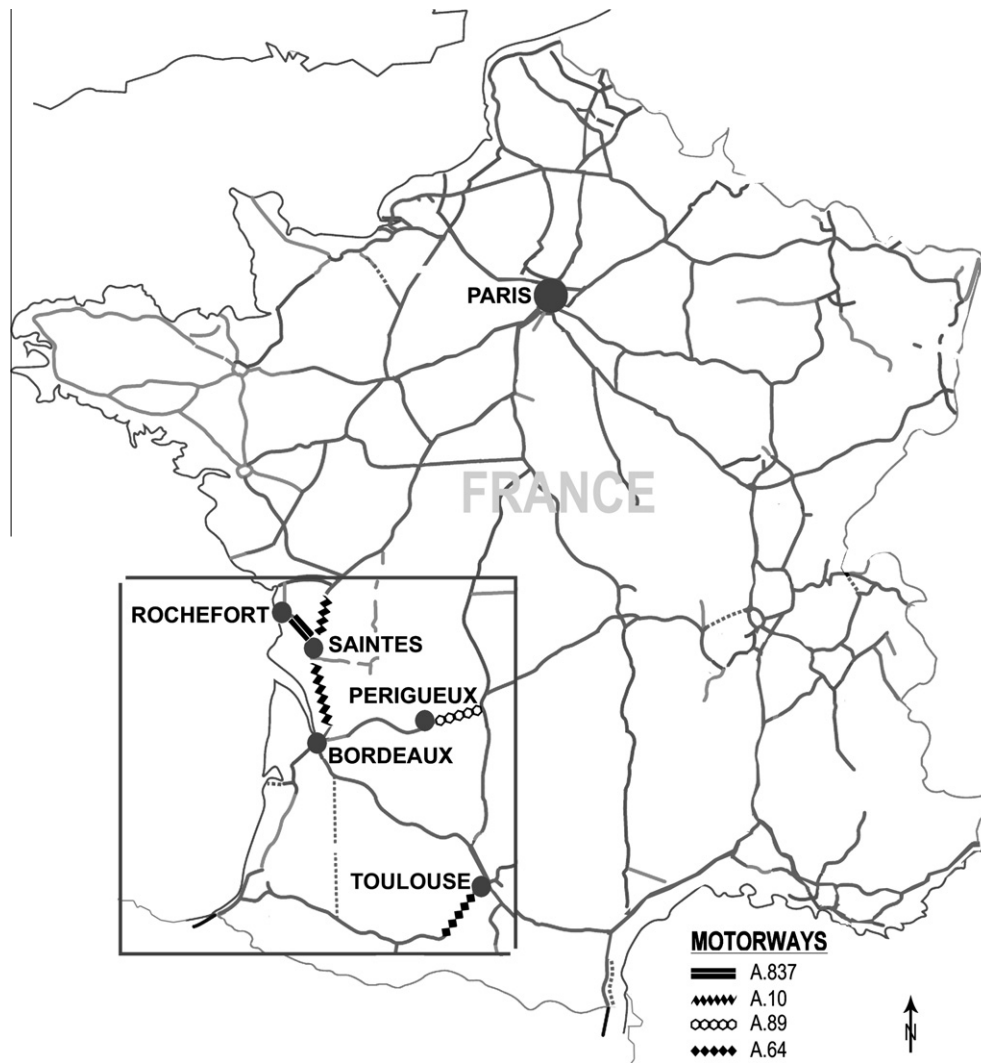 PARIS
FRANCE
ROCHEFORT
SAINTES
PERIGUEUX
BORDEAUX
TOULOUSE
MOTORWAYS
A.837
A.10
A.89
A.64
N